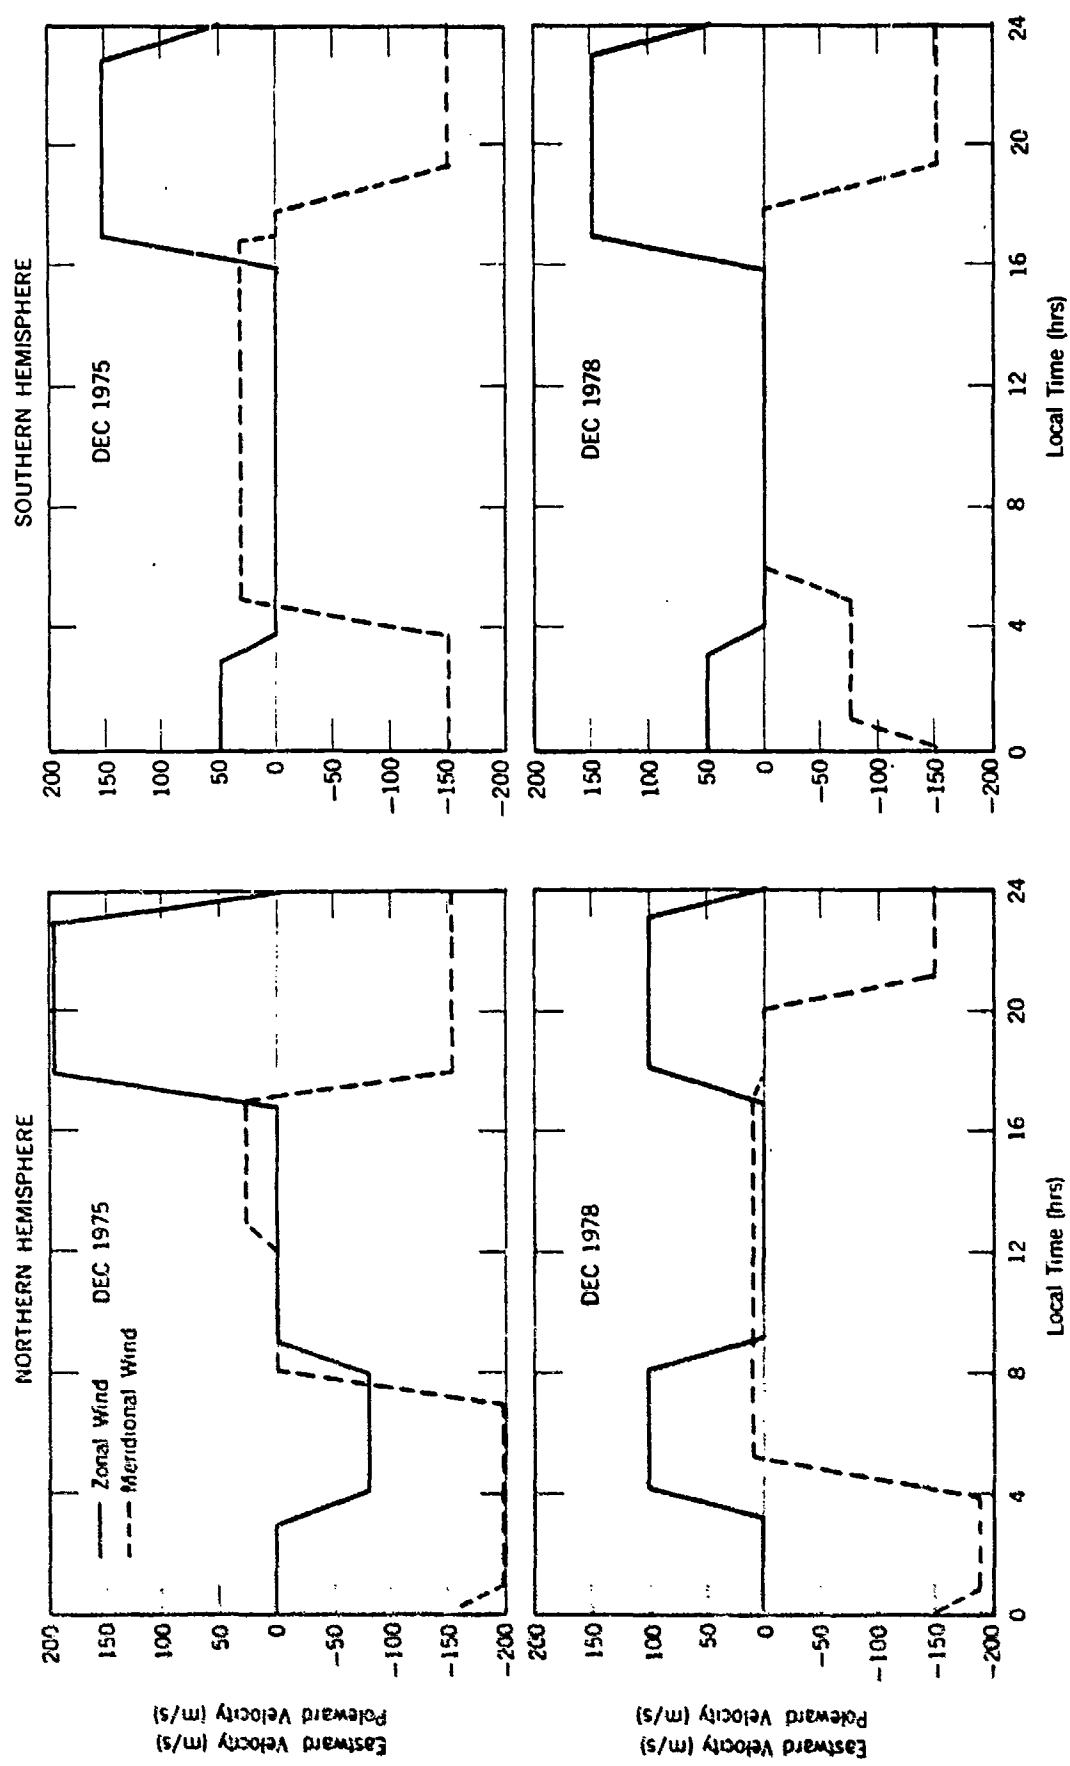 NORTHERN HEMISPHERE
Zonal Wind
Meridional Wind
DEC 1975
200
150
100
50
0
-50
-100
-150
-200
Eastward Velocity (m/s)
Poleward Velocity (m/s)
SOUTHERN HEMISPHERE
DEC 1975
200
150
100
50
0
-50
-100
-150
-200
DEC 1978
200
150
100
50
0
-50
-100
-150
-200
Eastward Velocity (m/s)
Poleward Velocity (m/s)
0 4 8 12 16 20 24
Local Time (hrs)
DEC 1978
200
150
100
50
0
-50
-100
-150
-200
0 4 8 12 16 20 24
Local Time (hrs)